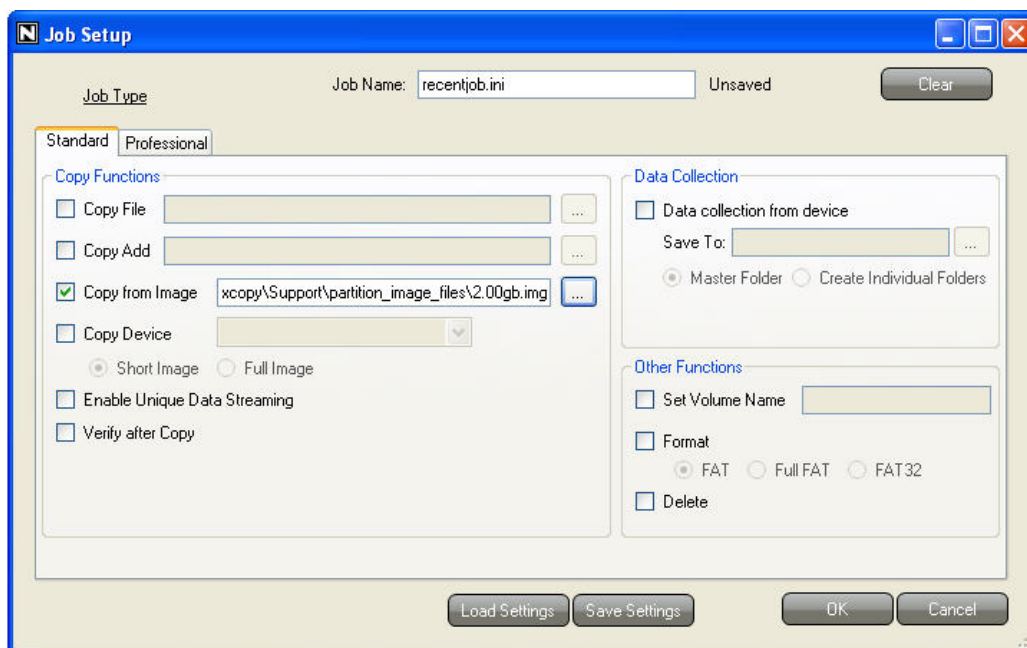 N Job Setup
Job Type
Job Name: recentjob.ini Unsaved Clear
Standard Professional
Copy Functions
Copy File ...
Copy Add ...
Copy from Image xcopy\Support\partition_image_files\2.00gb.img ...
Copy Device
Short Image Full Image
Enable Unique Data Streaming
Verify after Copy
Data Collection
Data collection from device
Save To: ...
Master Folder Create Individual Folders
Other Functions
Set Volume Name
Format
FAT Full FAT FAT32
Delete
Load Settings Save Settings OK Cancel